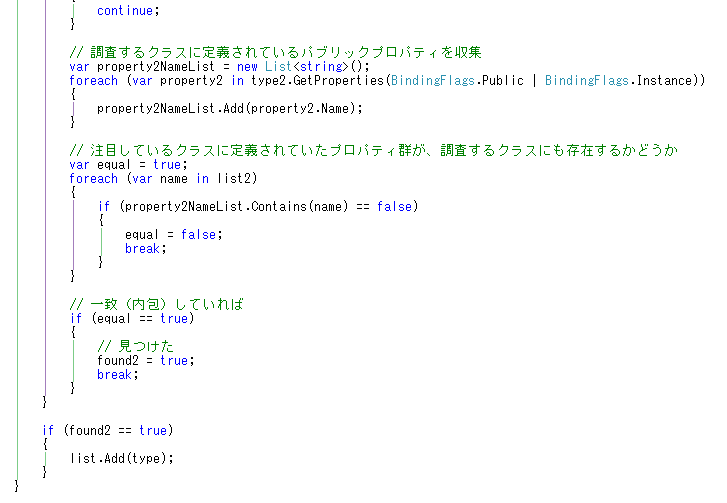 {
            continue;
        }

        // 調査するクラスに定義されているパブリックプロパティを収集
        var property2NameList = new List<string>();
        foreach (var property2 in type2.GetProperties(BindingFlags.Public | BindingFlags.Instance))
        {
            property2NameList.Add(property2.Name);
        }

        // 注目しているクラスに定義されていたプロパティ群が、調査するクラスにも存在するかどうか
        var equal = true;
        foreach (var name in list2)
        {
            if (property2NameList.Contains(name) == false)
            {
                equal = false;
                break;
            }
        }

        // 一致（内包）していれば
        if (equal == true)
        {
            // 見つけた
            found2 = true;
            break;
        }
    }

    if (found2 == true)
    {
        list.Add(type);
    }
}